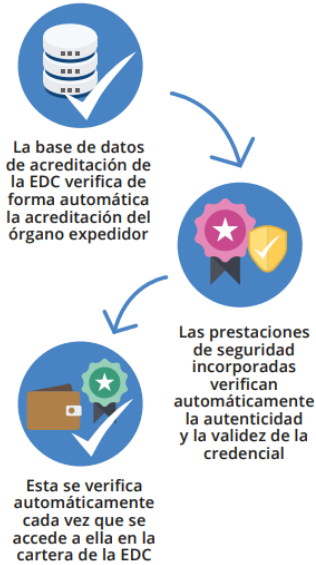 La base de datos
de acreditación de
la EDC verifica de
forma automática
la acreditación del
órgano expedidor
Las prestaciones
de seguridad
incorporadas
verifican
automáticamente
la autenticidad
y la validez de la
credencial
Esta se verifica
automáticamente
cada vez que se
accede a ella en la
cartera de la EDC